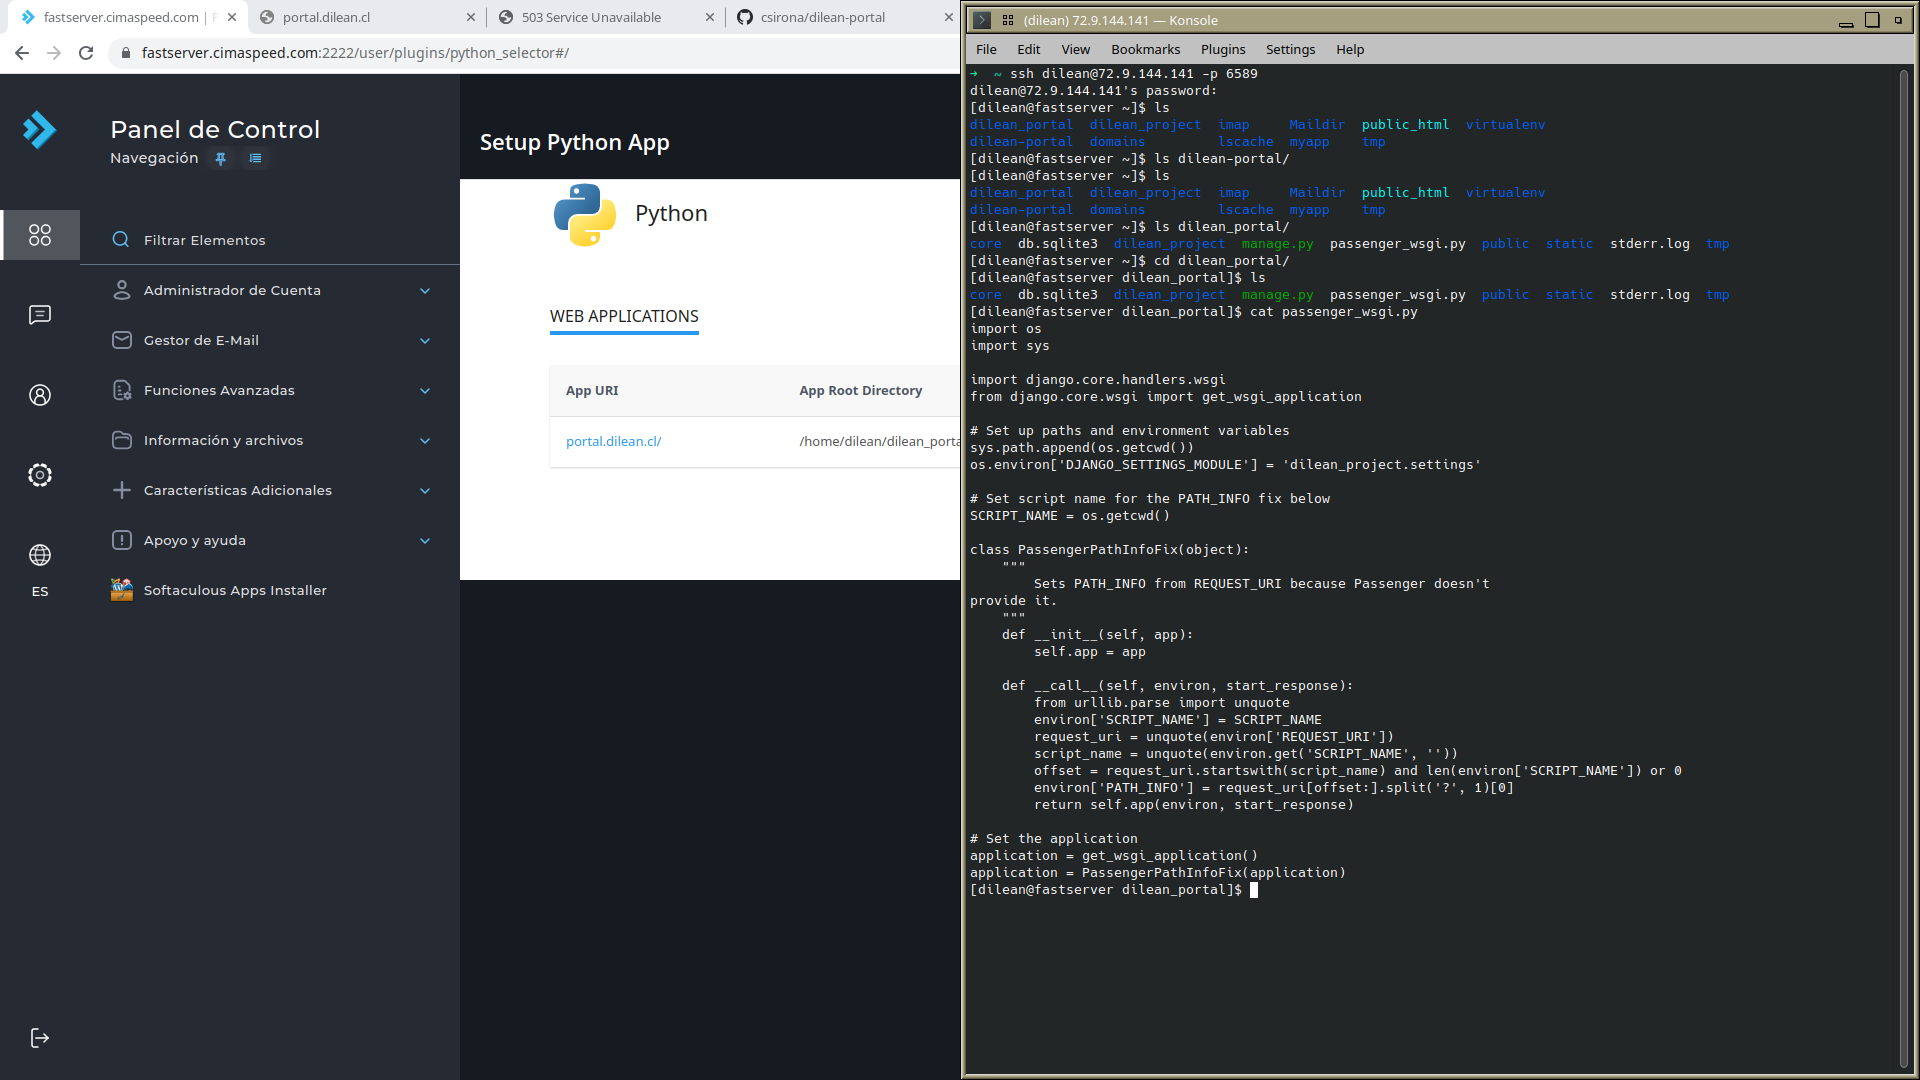 fastserver.cimaspeed.com | F
portal.dilean.cl
503 Service Unavailable
csirona/dilean-portal
fastserver.cimaspeed.com:2222/user/plugins/python_selector#/
Panel de Control
Navegación
Filtrar Elementos
Administrador de Cuenta
Gestor de E-Mail
Funciones Avanzadas
Información y archivos
Características Adicionales
Apoyo y ayuda
Softaculous Apps Installer
ES
Setup Python App
Python
WEB APPLICATIONS
App URI App Root Directory
portal.dilean.cl/ /home/dilean/dilean_porta
(dilean) 72.9.144.141 — Konsole
File Edit View Bookmarks Plugins Settings Help
➜ ~ ssh dilean@72.9.144.141 -p 6589
dilean@72.9.144.141's password:
[dilean@fastserver ~]$ ls
dilean_portal dilean_project imap Maildir public_html virtualenv
dilean-portal domains lscache myapp tmp
[dilean@fastserver ~]$ ls dilean-portal/
[dilean@fastserver ~]$ ls
dilean_portal dilean_project imap Maildir public_html virtualenv
dilean-portal domains lscache myapp tmp
[dilean@fastserver ~]$ ls dilean_portal/
core db.sqlite3 dilean_project manage.py passenger_wsgi.py public static stderr.log tmp
[dilean@fastserver ~]$ cd dilean_portal/
[dilean@fastserver dilean_portal]$ ls
core db.sqlite3 dilean_project manage.py passenger_wsgi.py public static stderr.log tmp
[dilean@fastserver dilean_portal]$ cat passenger_wsgi.py
import os
import sys
import django.core.handlers.wsgi
from django.core.wsgi import get_wsgi_application
# Set up paths and environment variables
sys.path.append(os.getcwd())
os.environ['DJANGO_SETTINGS_MODULE'] = 'dilean_project.settings'
# Set script name for the PATH_INFO fix below
SCRIPT_NAME = os.getcwd()
class PassengerPathInfoFix(object):
"""
Sets PATH_INFO from REQUEST_URI because Passenger doesn't
provide it.
"""
def __init__(self, app):
self.app = app
def __call__(self, environ, start_response):
from urllib.parse import unquote
environ['SCRIPT_NAME'] = SCRIPT_NAME
request_uri = unquote(environ['REQUEST_URI'])
script_name = unquote(environ.get('SCRIPT_NAME', ''))
offset = request_uri.startswith(script_name) and len(environ['SCRIPT_NAME']) or 0
environ['PATH_INFO'] = request_uri[offset:].split('?', 1)[0]
return self.app(environ, start_response)
# Set the application
application = get_wsgi_application()
application = PassengerPathInfoFix(application)
[dilean@fastserver dilean_portal]$